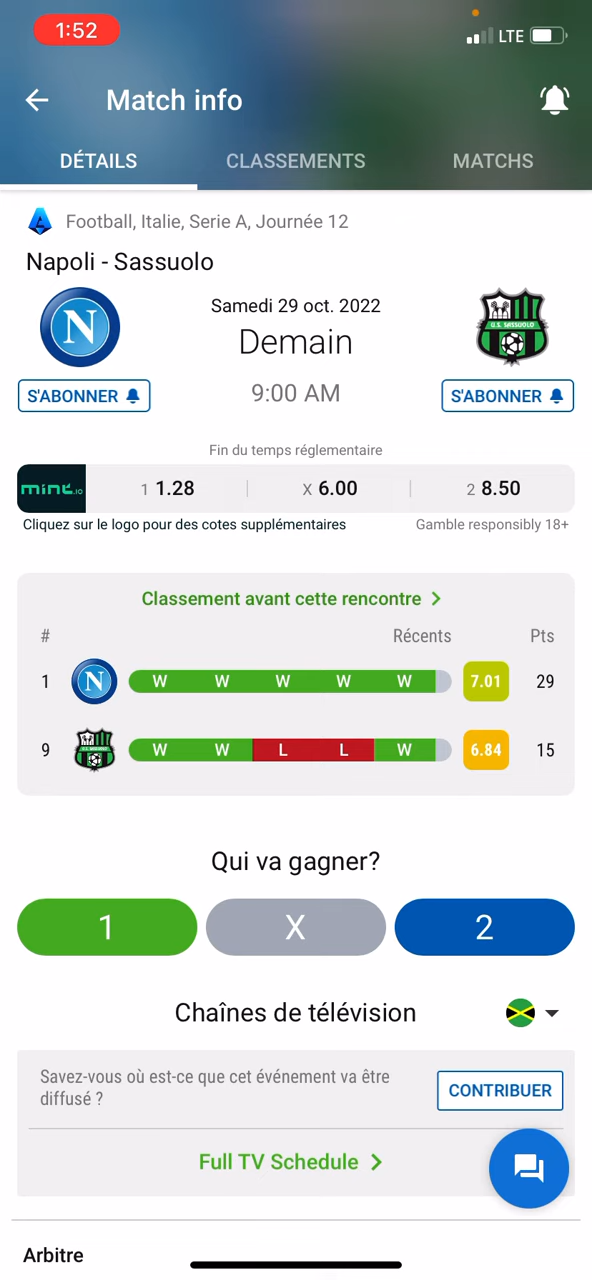 1:52
LTE
Match info
DÉTAILS CLASSEMENTS MATCHS
Football, Italie, Serie A, Journée 12
Napoli - Sassuolo
N
U.S. SASSUOLO
Samedi 29 oct. 2022
Demain
9:00 AM
S'ABONNER
S'ABONNER
Fin du temps réglementaire
mint.io 1 1.28 X 6.00 2 8.50
Cliquez sur le logo pour des cotes supplémentaires Gamble responsibly 18+
Classement avant cette rencontre
# Récents Pts
1 N W W W W W 7.01 29
9 W W L L W 6.84 15
Qui va gagner?
1 X 2
Chaînes de télévision
Savez-vous où est-ce que cet événement va être
diffusé ?
CONTRIBUER
Full TV Schedule
Arbitre